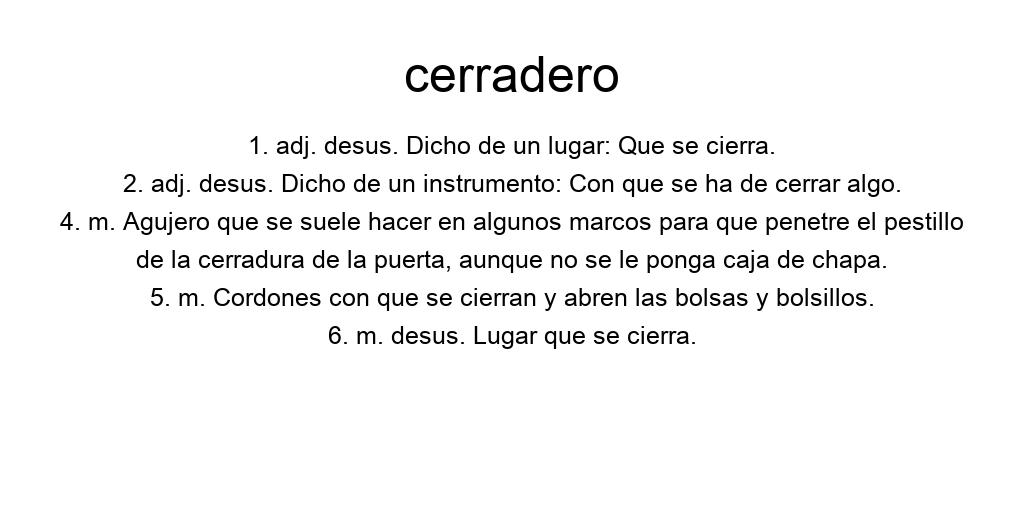 cerradero
1. adj. desus. Dicho de un lugar: Que se cierra.
2. adj. desus. Dicho de un instrumento: Con que se ha de cerrar algo.
4. m. Agujero que se suele hacer en algunos marcos para que penetre el pestillo
de la cerradura de la puerta, aunque no se le ponga caja de chapa.
5. m. Cordones con que se cierran y abren las bolsas y bolsillos.
6. m. desus. Lugar que se cierra.